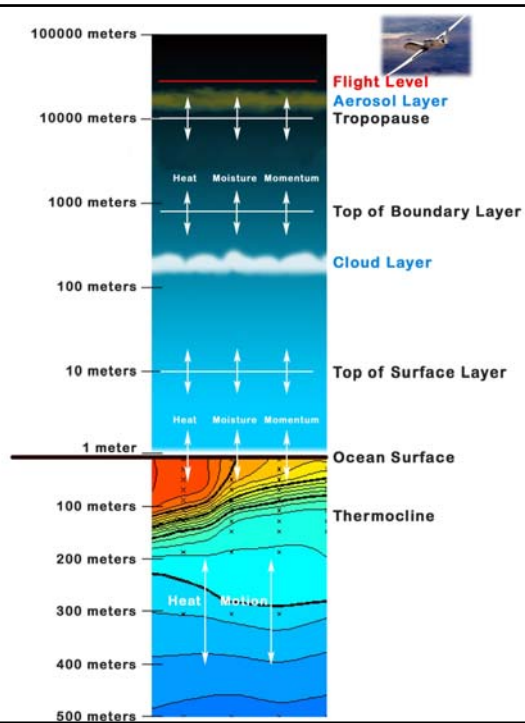 100000 meters
Flight Level
Aerosol Layer
10000 meters
Tropopause
Heat Moisture Momentum
1000 meters
Top of Boundary Layer
Cloud Layer
100 meters
10 meters
Top of Surface Layer
Heat Moisture Momentum
1 meter
Ocean Surface
100 meters
Thermocline
200 meters
Heat Motion
300 meters
400 meters
500 meters